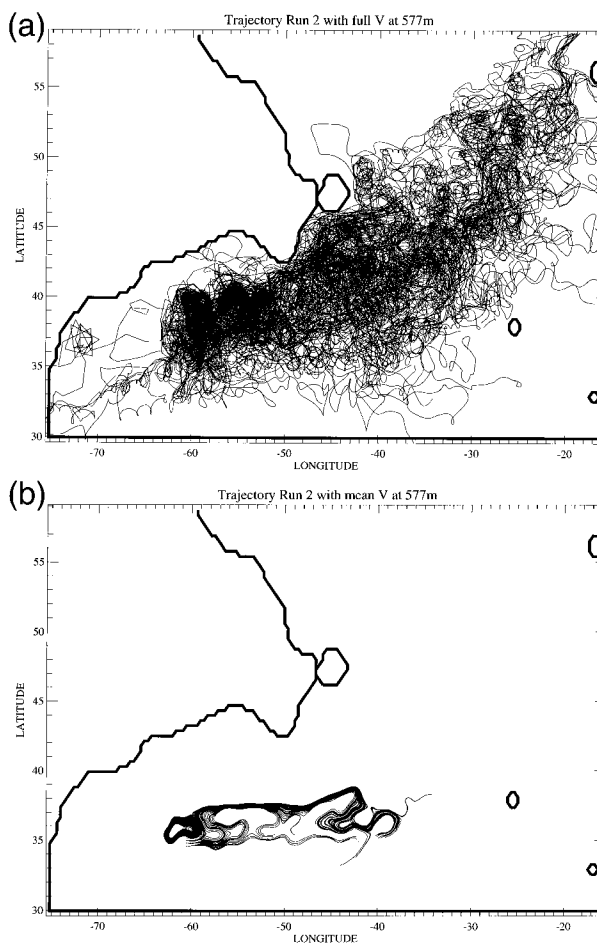 (a)
Trajectory Run 2 with full V at 577m
55
50
45
40
35
30
LATITUDE
-70 -60 -50 -40 -30 -20
LONGITUDE
(b)
Trajectory Run 2 with mean V at 577m
55
50
45
40
35
30
LATITUDE
-70 -60 -50 -40 -30 -20
LONGITUDE